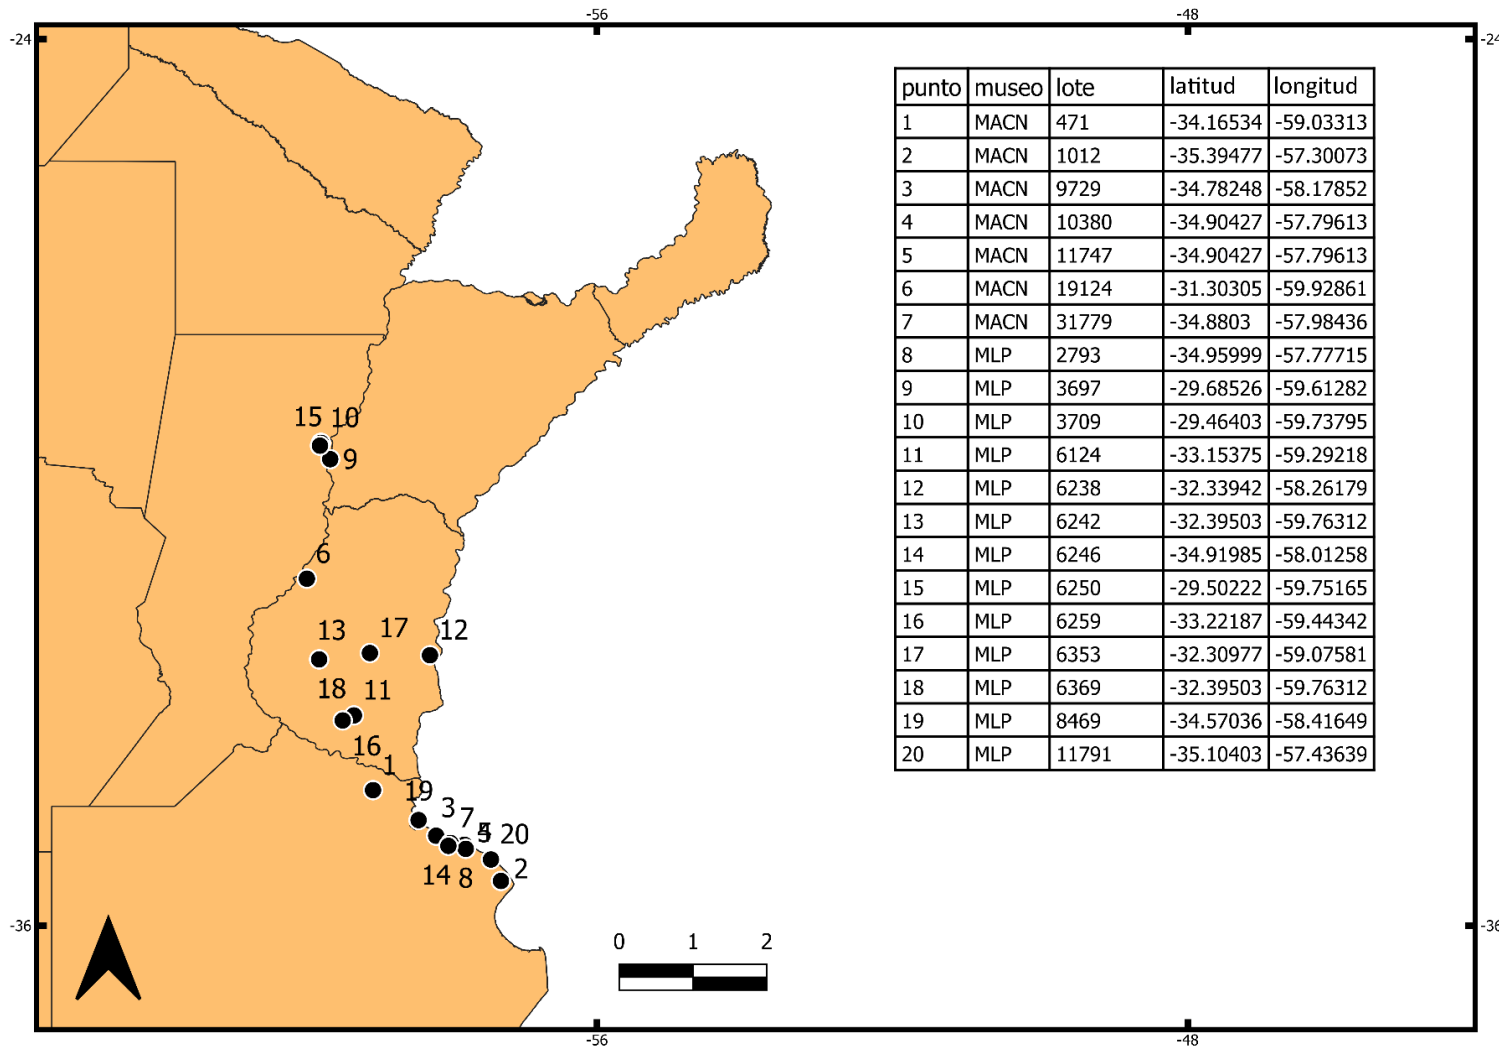 -56 -48
-24 -24
punto museo lote latitud longitud
1 MACN 471 -34.16534 -59.03313
2 MACN 1012 -35.39477 -57.30073
3 MACN 9729 -34.78248 -58.17852
4 MACN 10380 -34.90427 -57.79613
5 MACN 11747 -34.90427 -57.79613
6 MACN 19124 -31.30305 -59.92861
7 MACN 31779 -34.8803 -57.98436
8 MLP 2793 -34.95999 -57.77715
9 MLP 3697 -29.68526 -59.61282
10 MLP 3709 -29.46403 -59.73795
11 MLP 6124 -33.15375 -59.29218
12 MLP 6238 -32.33942 -58.26179
13 MLP 6242 -32.39503 -59.76312
14 MLP 6246 -34.91985 -58.01258
15 MLP 6250 -29.50222 -59.75165
16 MLP 6259 -33.22187 -59.44342
17 MLP 6353 -32.30977 -59.07581
18 MLP 6369 -32.39503 -59.76312
19 MLP 8469 -34.57036 -58.41649
20 MLP 11791 -35.10403 -57.43639
15 10
9
6
13 17 12
18 11
16
1
19
3
7
20
14 8 2
-36 -36
0 1 2
-56 -48